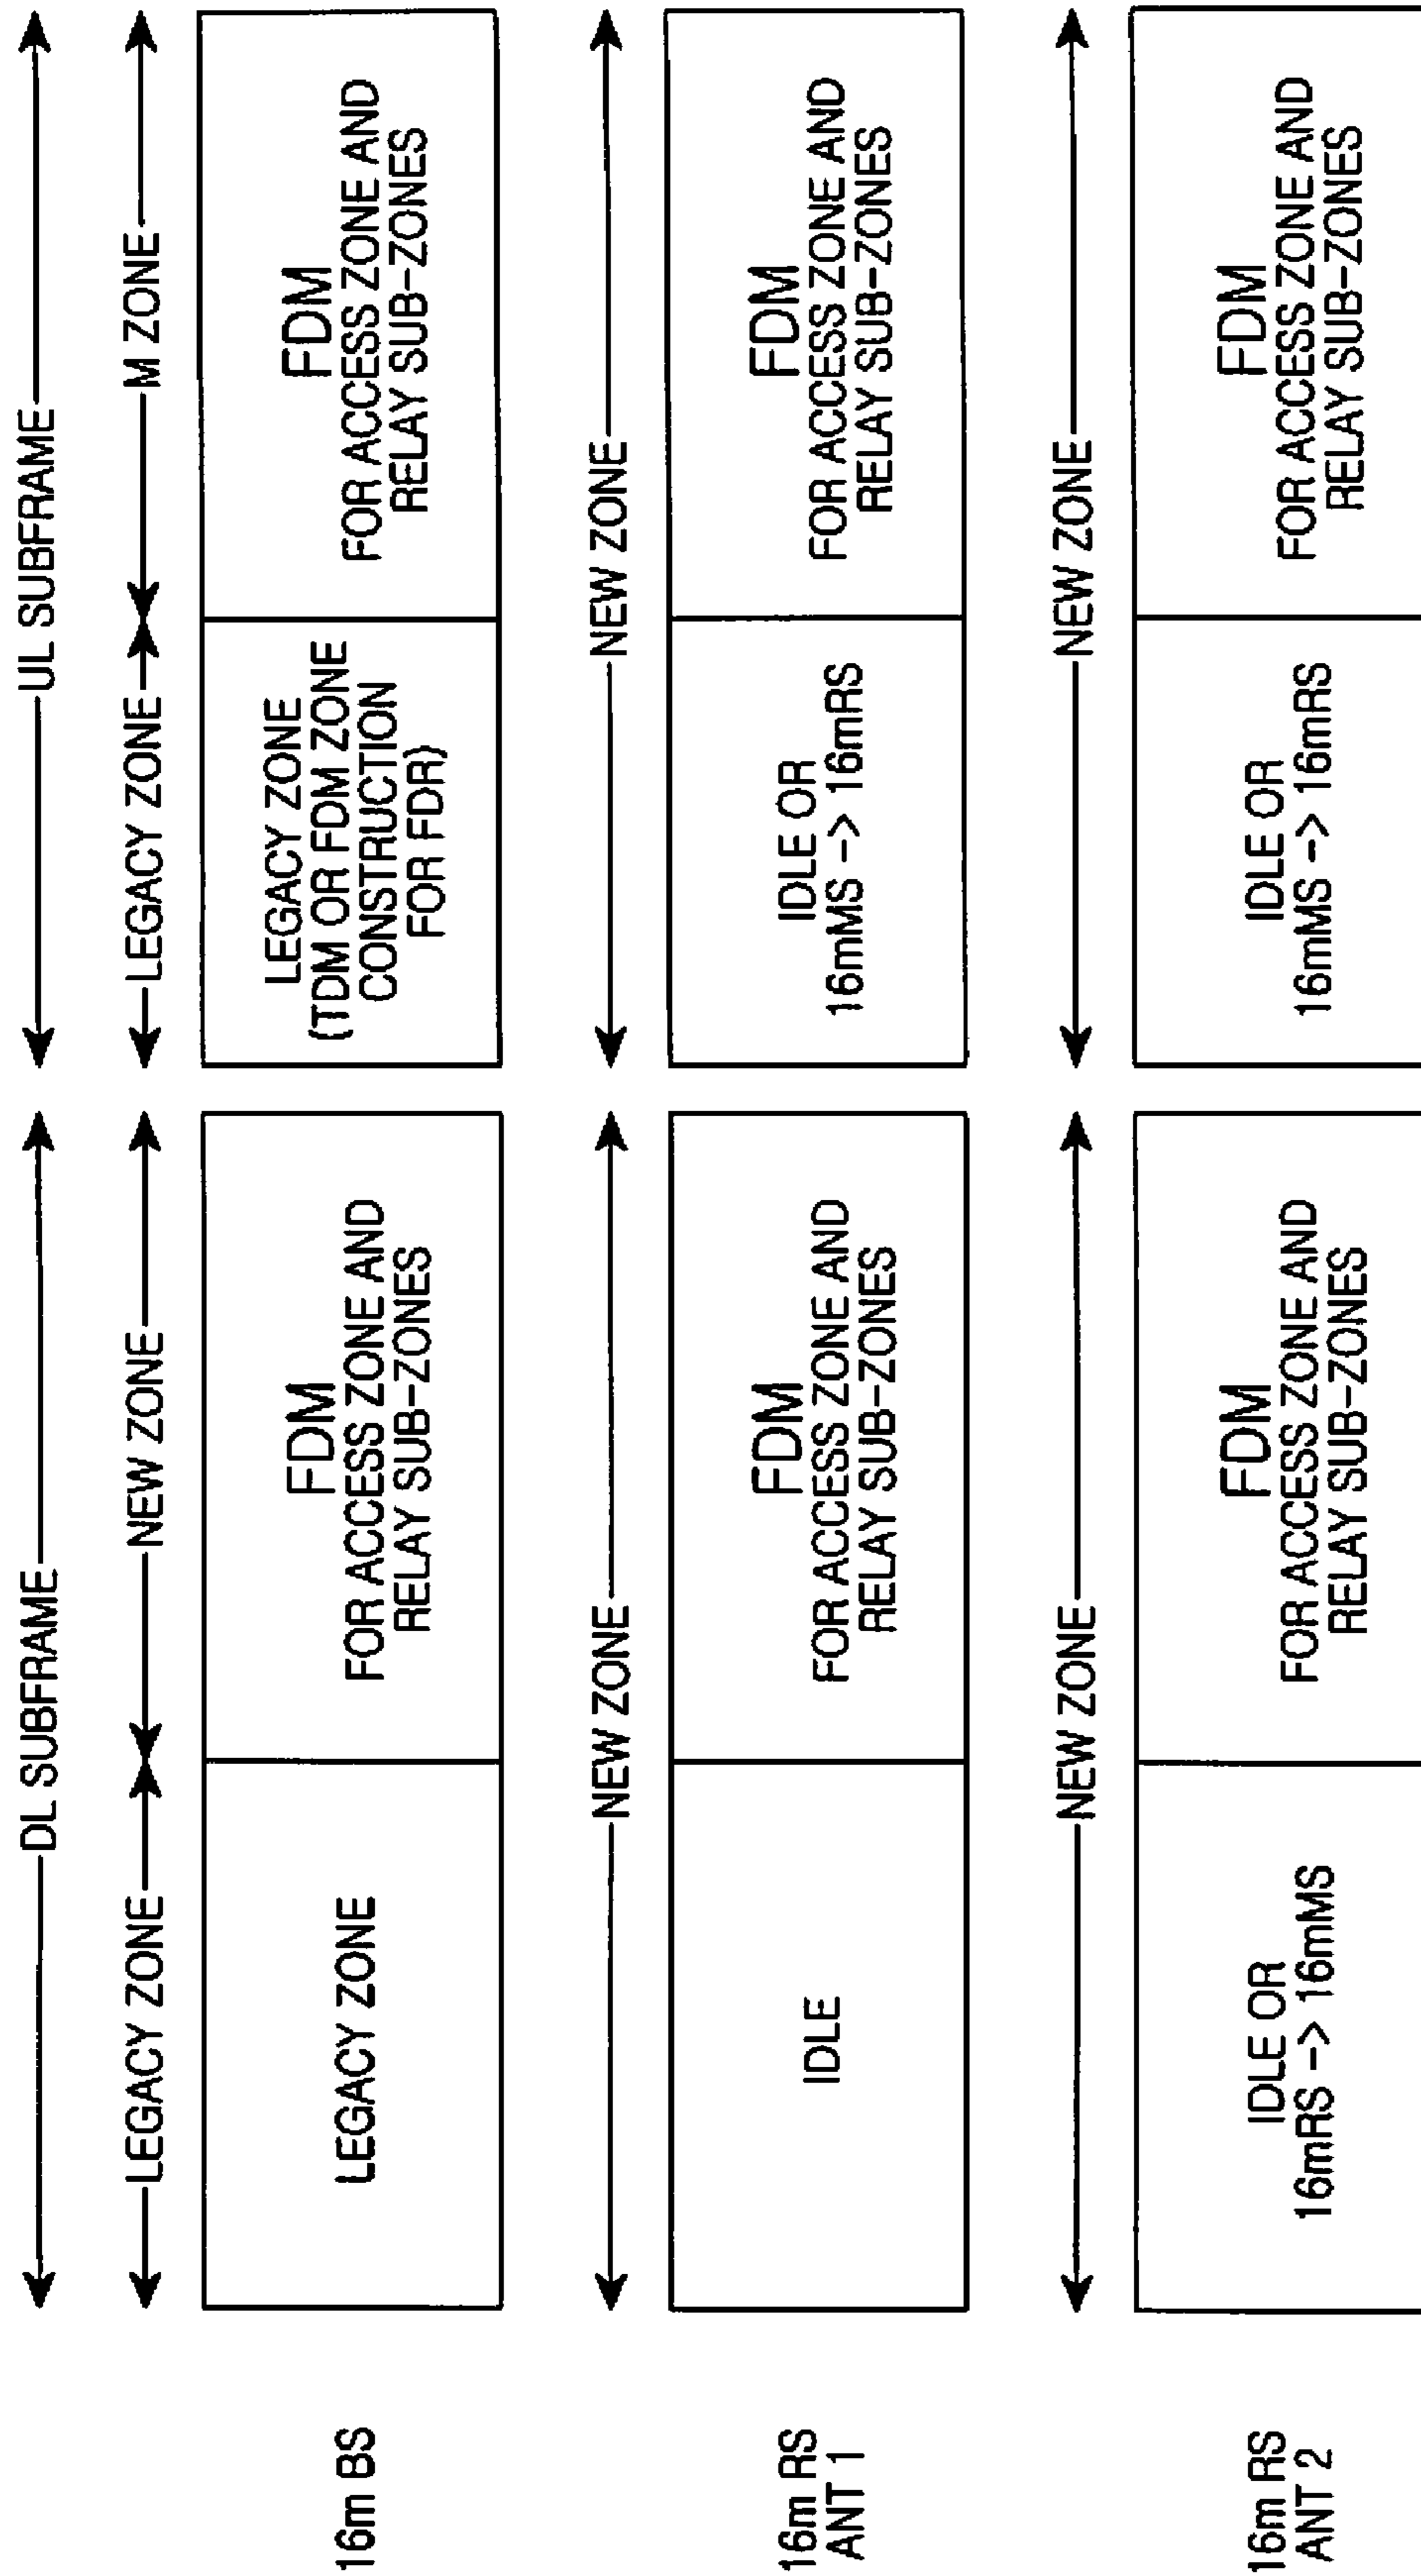 DL SUBFRAME
UL SUBFRAME
LEGACY ZONE
NEW ZONE
LEGACY ZONE
M ZONE
16m BS
LEGACY ZONE
FDM
FOR ACCESS ZONE AND
RELAY SUB-ZONES
LEGACY ZONE
(TDM OR FDM ZONE
CONSTRUCTION
FOR FDR)
FDM
FOR ACCESS ZONE AND
RELAY SUB-ZONES
NEW ZONE
NEW ZONE
16m RS
ANT 1
IDLE
FDM
FOR ACCESS ZONE AND
RELAY SUB-ZONES
IDLE OR
16mMS -> 16mRS
FDM
FOR ACCESS ZONE AND
RELAY SUB-ZONES
NEW ZONE
NEW ZONE
16m RS
ANT 2
IDLE OR
16mRS -> 16mMS
FDM
FOR ACCESS ZONE AND
RELAY SUB-ZONES
IDLE OR
16mMS -> 16mRS
FDM
FOR ACCESS ZONE AND
RELAY SUB-ZONES